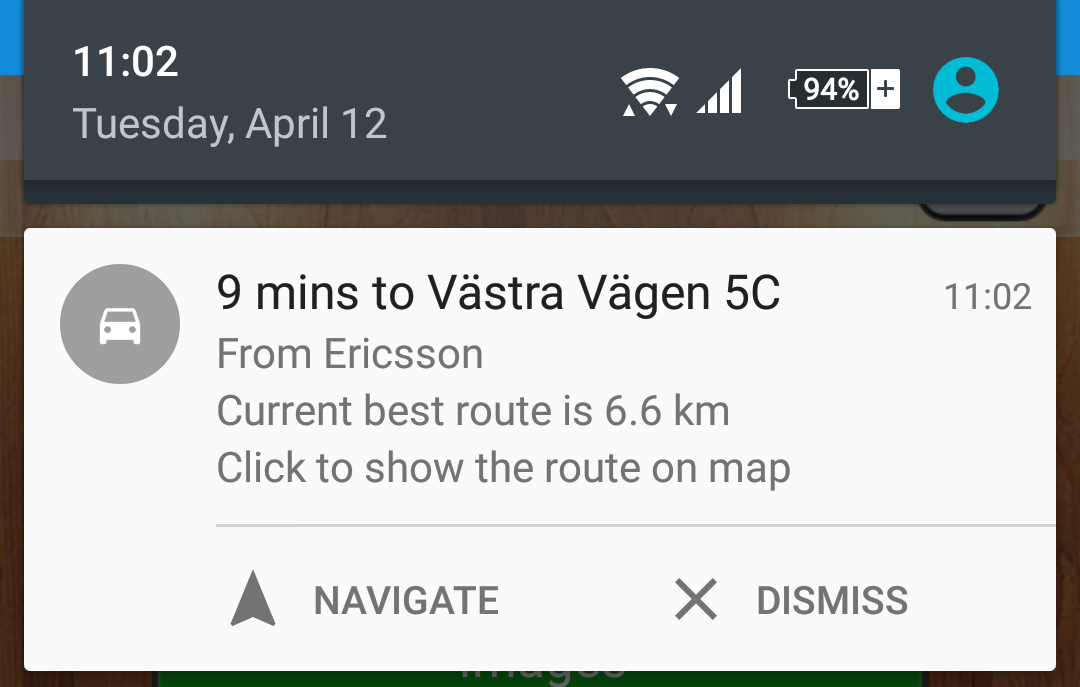 11:02
Tuesday, April 12
94%
9 mins to Västra Vägen 5C
11:02
From Ericsson
Current best route is 6.6 km
Click to show the route on map
NAVIGATE
DISMISS
images